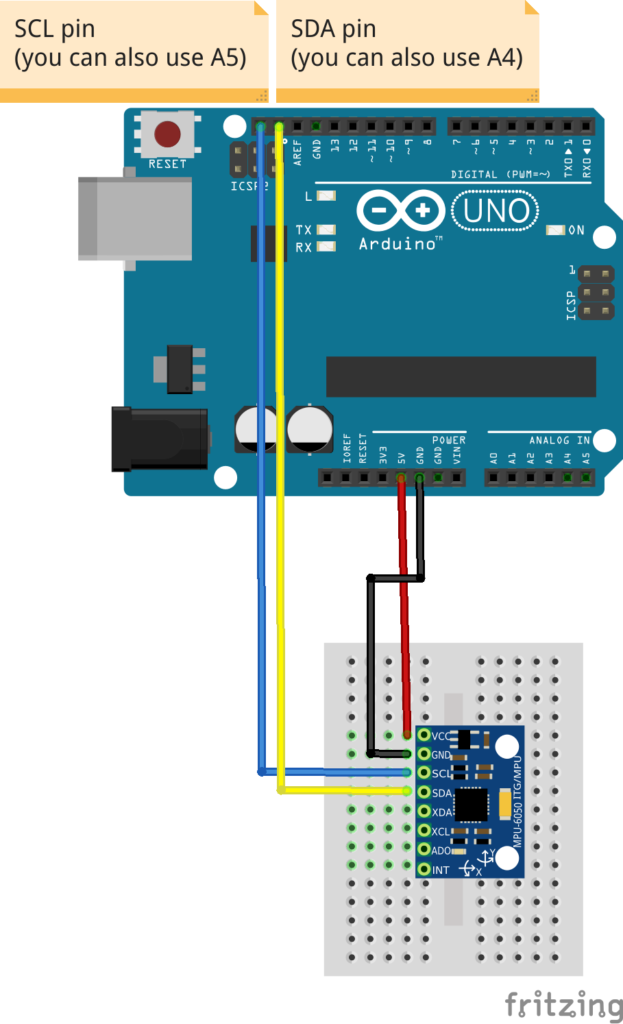 SCL pin
(you can also use A5)
SDA pin
(you can also use A4)
RESET
ICSP2
AREF
GND
13
12
~11
~10
~9
8
7
~6
~5
4
~3
2
TX0▶1
RX0◀0
DIGITAL (PWM=~)
L
TX
RX
UNO
Arduino™
ON
1
ICSP
POWER
ANALOG IN
IOREF
RESET
3V3
5V
GND
GND
VIN
A0
A1
A2
A3
A4
A5
VCC
GND
SCL
SDA
XDA
XCL
ADO
INT
MPU-6050 ITG/MPU
Y
X
fritzing